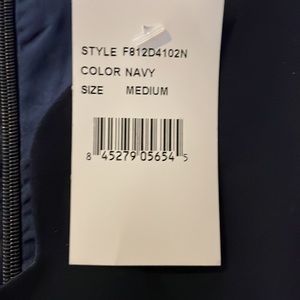 STYLE F812D4102N
COLOR NAVY
SIZE MEDIUM
8 45279 05654 5